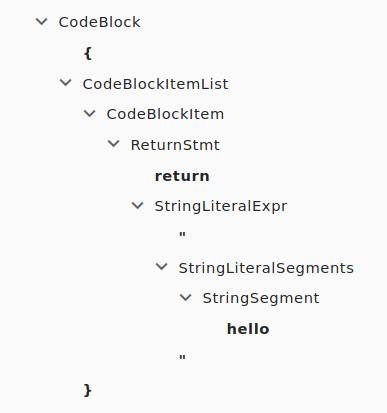 CodeBlock
{
CodeBlockItemList
CodeBlockItem
ReturnStmt
return
StringLiteralExpr
"
StringLiteralSegments
StringSegment
hello
"
}